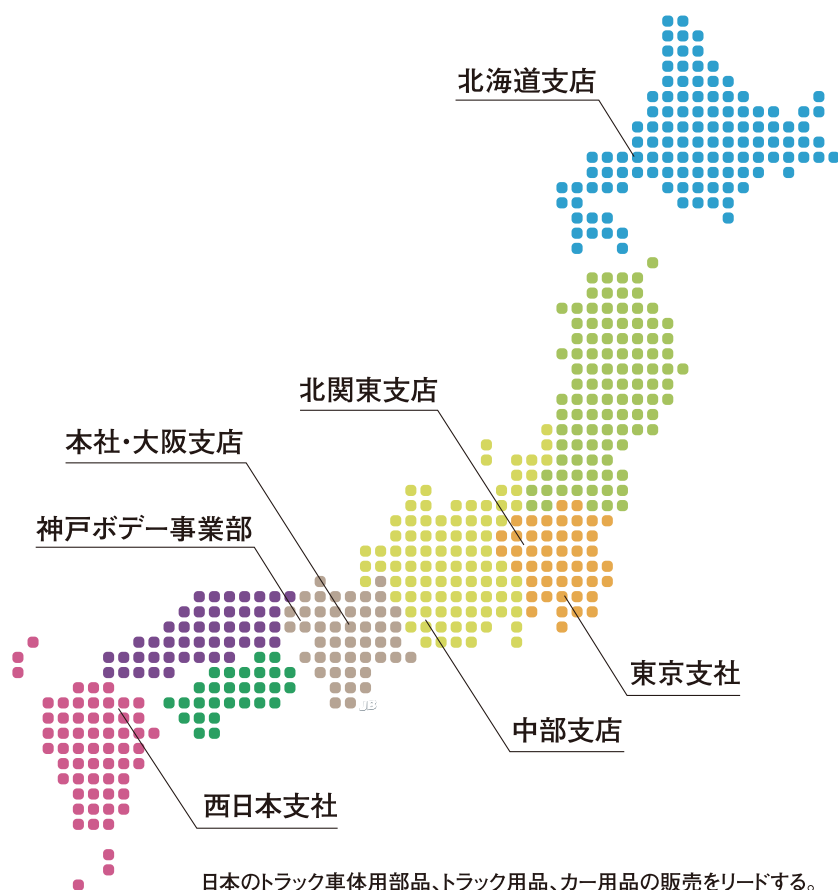 北海道支店
北関東支店
本社・大阪支店
神戸ボデー事業部
東京支社
中部支店
西日本支社
JB
日本のトラック車体用部品、トラック用品、カー用品の販売をリードする。